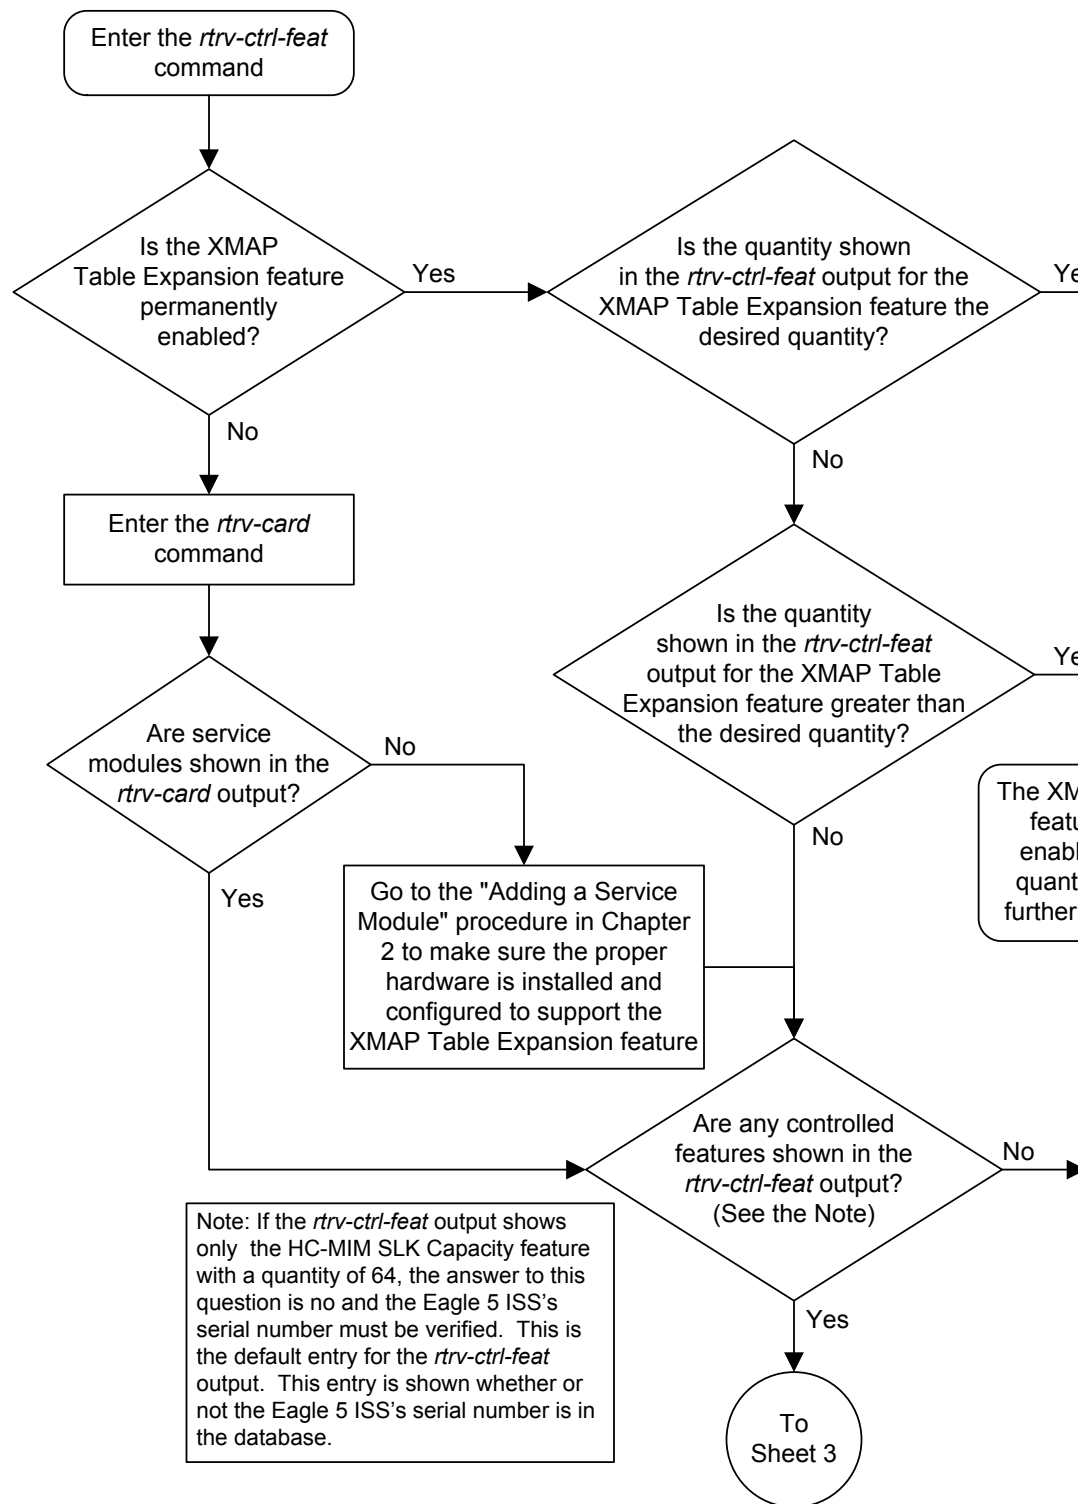 Enter the rtrv-ctrl-feat
command
Is the XMAP
Table Expansion feature
permanently
enabled?
Yes
No
Is the quantity shown
in the rtrv-ctrl-feat output for the
XMAP Table Expansion feature the
desired quantity?
No
Enter the rtrv-card
command
Is the quantity
shown in the rtrv-ctrl-feat
output for the XMAP Table
Expansion feature greater than
the desired quantity?
No
Are service
modules shown in the
rtrv-card output?
No
Yes
The
further
Go to the "Adding a Service
Module" procedure in Chapter
2 to make sure the proper
hardware is installed and
configured to support the
XMAP Table Expansion feature
Are any controlled
features shown in the
rtrv-ctrl-feat output?
(See the Note)
No
Yes
Note: If the rtrv-ctrl-feat output shows
only the HC-MIM SLK Capacity feature
with a quantity of 64, the answer to this
question is no and the Eagle 5 ISS’s
serial number must be verified. This is
the default entry for the rtrv-ctrl-feat
output. This entry is shown whether or
not the Eagle 5 ISS’s serial number is in
the database.
To
Sheet 3